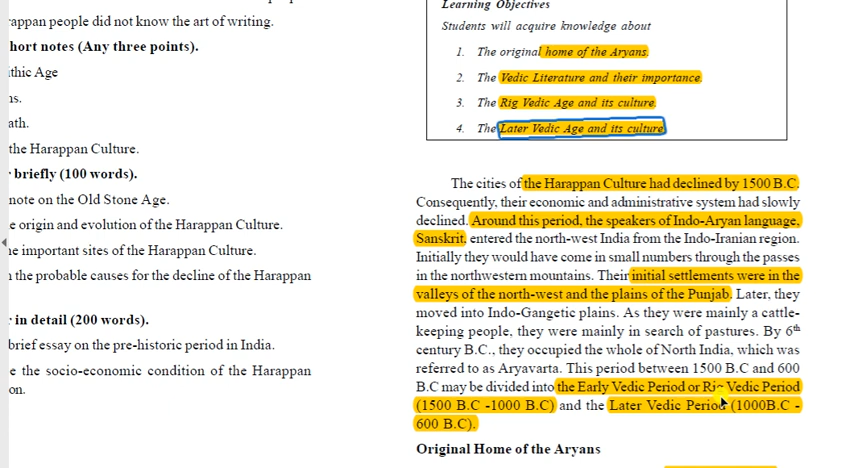 rappan people did not know the art of writing.
hort notes (Any three points).
ithic Age
ns.
ath.
the Harappan Culture.
r briefly (100 words).
note on the Old Stone Age.
e origin and evolution of the Harappan Culture.
ne important sites of the Harappan Culture.
n the probable causes for the decline of the Harappan
r in detail (200 words).
brief essay on the pre-historic period in India.
e the socio-economic condition of the Harappan
on.
Learning Objectives
Students will acquire knowledge about
1. The original home of the Aryans.
2. The Vedic Literature and their importance.
3. The Rig Vedic Age and its culture.
4. The Later Vedic Age and its culture
The cities of the Harappan Culture had declined by 1500 B.C.
Consequently, their economic and administrative system had slowly
declined. Around this period, the speakers of Indo-Aryan language,
Sanskrit, entered the north-west India from the Indo-Iranian region.
Initially they would have come in small numbers through the passes
in the northwestern mountains. Their initial settlements were in the
valleys of the north-west and the plains of the Punjab. Later, they
moved into Indo-Gangetic plains. As they were mainly a cattle-
keeping people, they were mainly in search of pastures. By 6th
century B.C., they occupied the whole of North India, which was
referred to as Aryavarta. This period between 1500 B.C and 600
B.C may be divided into the Early Vedic Period or Rig Vedic Period
(1500 B.C -1000 B.C) and the Later Vedic Period (1000B.C -
600 B.C).
Original Home of the Aryans